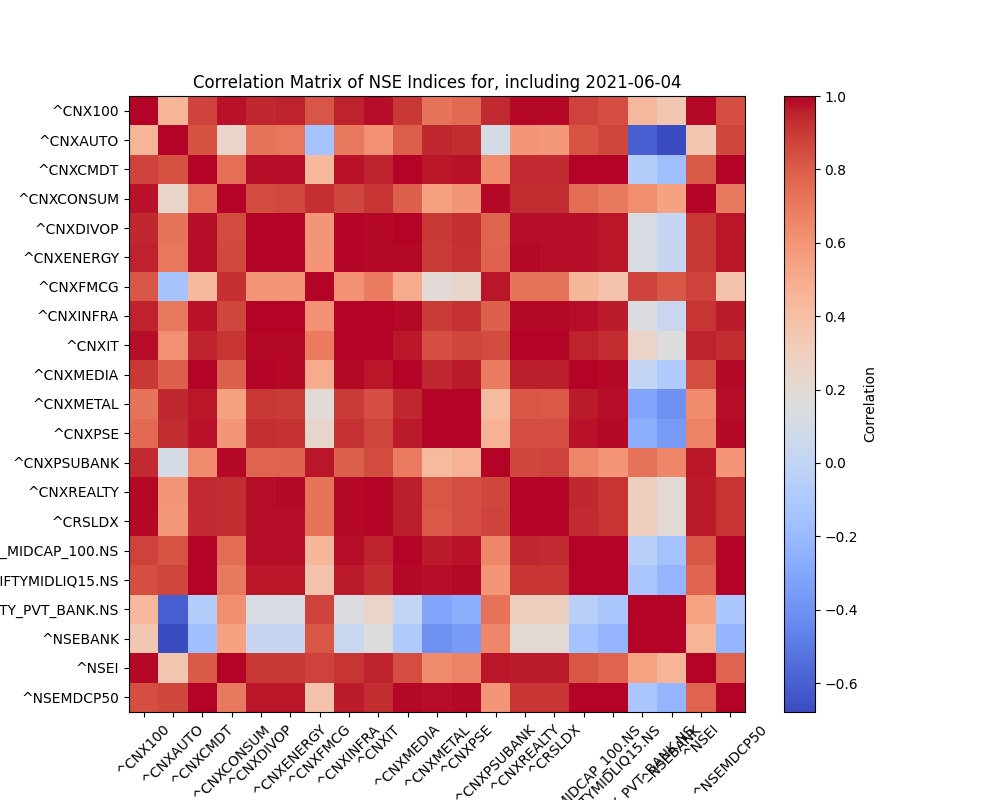 Correlation Matrix of NSE Indices for, including 2021-06-04
^CNX100
^CNXAUTO
^CNXCMDT
^CNXCONSUM
^CNXDIVOP
^CNXENERGY
^CNXFMCG
^CNXINFRA
^CNXIT
^CNXMEDIA
^CNXMETAL
^CNXPSE
^CNXPSUBANK
^CNXREALTY
^CRSLDX
_MIDCAP_100.NS
IFTYMIDLIQ15.NS
TY_PVT_BANK.NS
^NSEBANK
^NSEI
^NSEMDCP50
^CNX100
^CNXAUTO
^CNXCMDT
^CNXCONSUM
^CNXDIVOP
^CNXENERGY
^CNXFMCG
^CNXINFRA
^CNXIT
^CNXMEDIA
^CNXMETAL
^CNXPSE
^CNXPSUBANK
^CNXREALTY
^CRSLDX
MIDCAP_100.NS
TYMIDLIQ15.NS
_PVT_BANK.NS
^NSEBANK
^NSEI
^NSEMDCP50
1.0
0.8
0.6
0.4
0.2
0.0
−0.2
−0.4
−0.6
Correlation